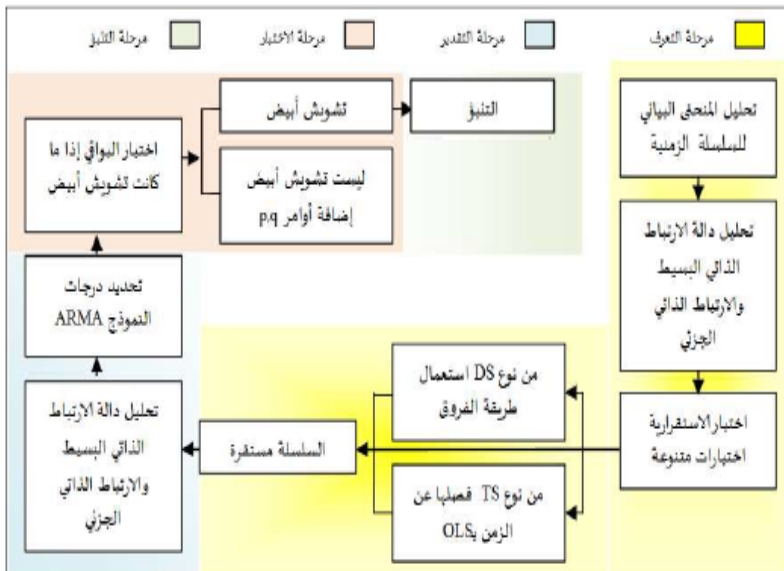 مرحلة التعرف
مرحلة التقدير
مرحلة الاختبار
مرحلة التنبؤ
تحليل المنحنى البياني
للسلسلة الزمنية
تحليل دالة الارتباط
الذاتي البسيط
والارتباط الذاتي
الجزئي
اختبار الاستقرارية
اختبارات متنوعة
من نوع DS استعمال
طريقة الفروق
من نوع TS فصلها عن
الزمن بـOLS
السلسلة مستقرة
تحليل دالة الارتباط
الذاتي البسيط
والارتباط الذاتي
الجزئي
تحديد درجات
النموذج ARMA
اختبار البواقي إذا ما
كانت تشويش أبيض
تشويش أبيض
ليست تشويش أبيض
إضافة أوامر p,q
التنبؤ